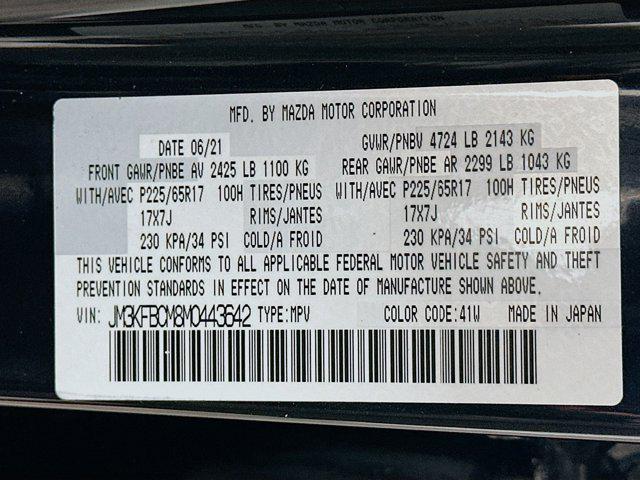 MFD. BY MAZDA MOTOR CORPORATION
DATE 06/21 GVWR/PNBV 4724 LB 2143 KG
FRONT GAWR/PNBE AV 2425 LB 1100 KG REAR GAWR/PNBE AR 2299 LB 1043 KG
WITH/AVEC P225/65R17 100H TIRES/PNEUS WITH/AVEC P225/65R17 100H TIRES/PNEUS
17X7J RIMS/JANTES 17X7J RIMS/JANTES
230 KPA/34 PSI COLD/A FROID 230 KPA/34 PSI COLD/A FROID
THIS VEHICLE CONFORMS TO ALL APPLICABLE FEDERAL MOTOR VEHICLE SAFETY AND THEFT
PREVENTION STANDARDS IN EFFECT ON THE DATE OF MANUFACTURE SHOWN ABOVE.
VIN: JM3KFBCM8M0443642 TYPE:MPV COLOR CODE:41W MADE IN JAPAN